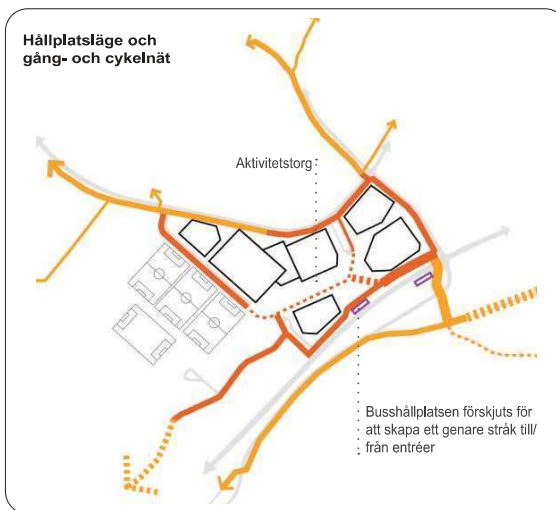 Hållplatsläge och
gång- och cykelnät
Aktivitetstorg
Busshållplatsen förskjuts för
att skapa ett genare stråk till/
från entréer